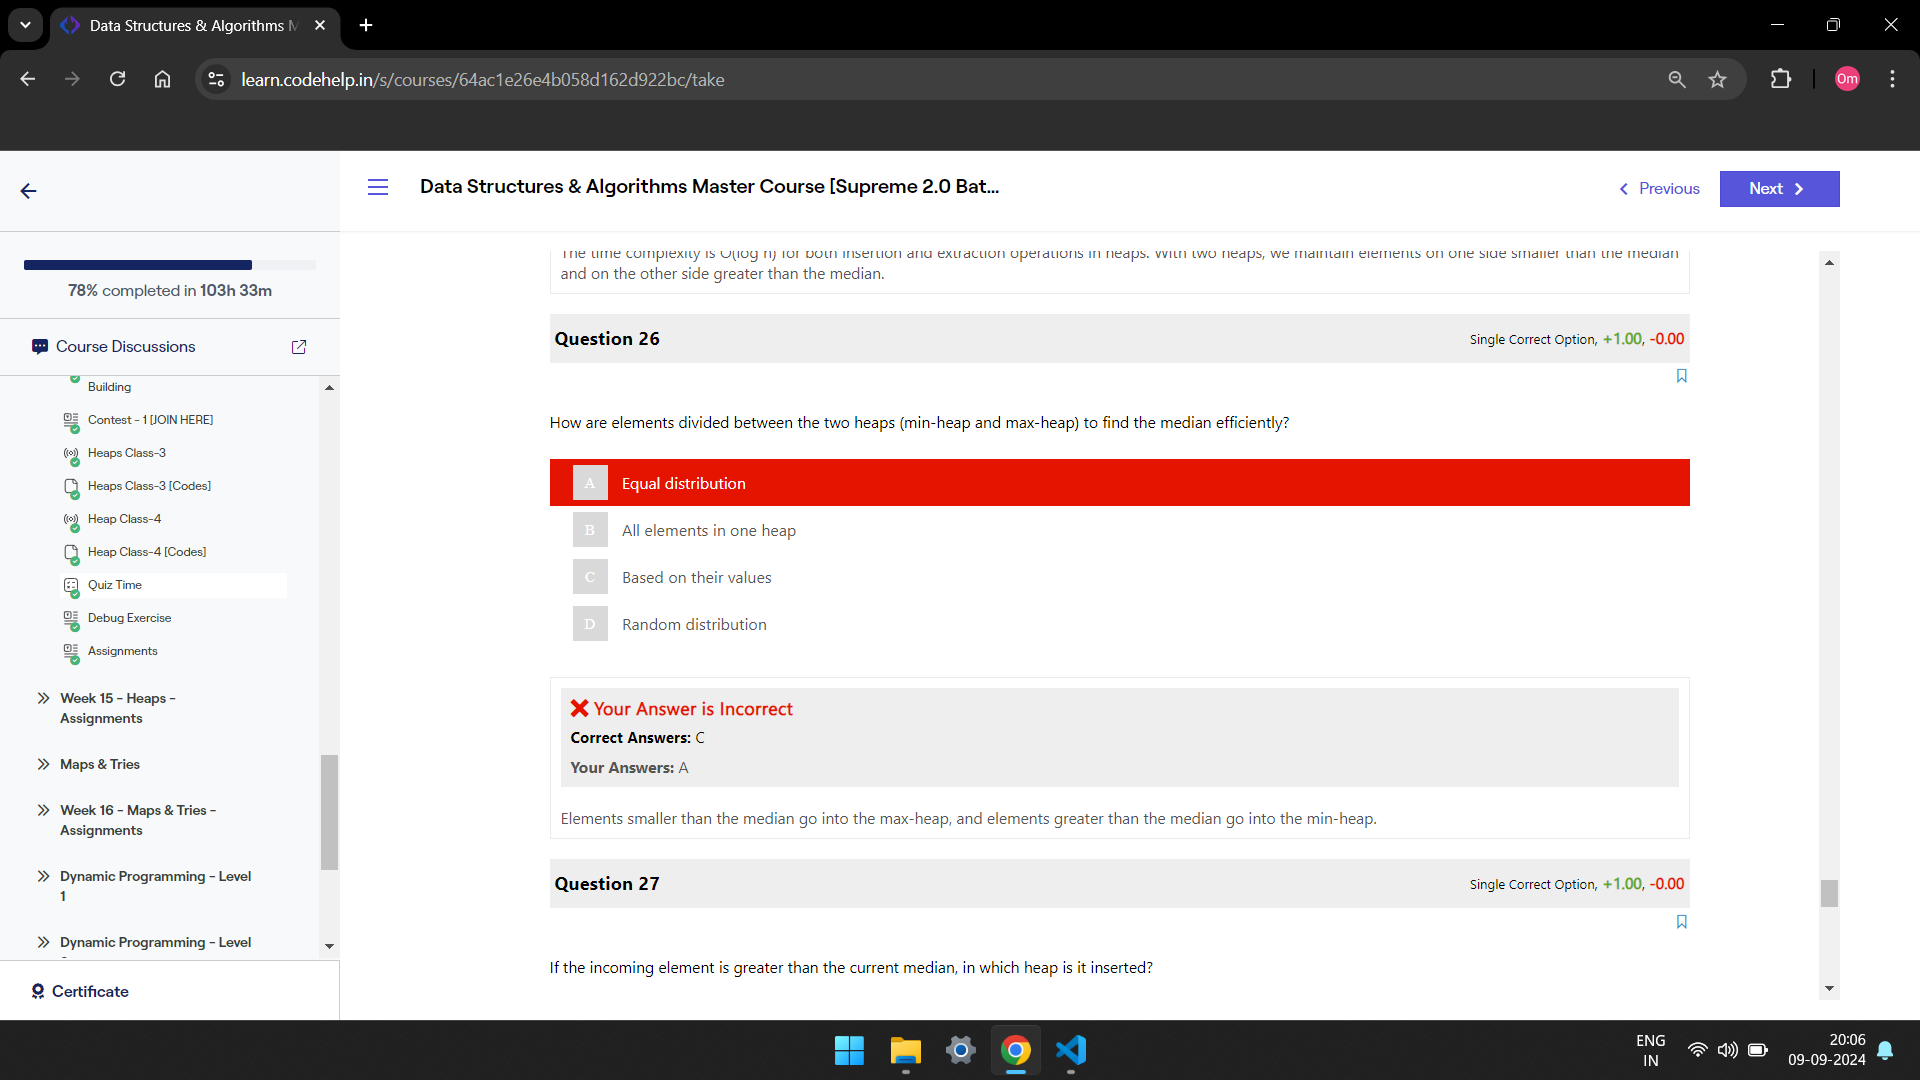 Data Structures & Algorithms M
learn.codehelp.in/s/courses/64ac1e26e4b058d162d922bc/take
Om
Data Structures & Algorithms Master Course [Supreme 2.0 Bat...
Previous
Next
78% completed in 103h 33m
Course Discussions
Building
Contest - 1 [JOIN HERE]
Heaps Class-3
Heaps Class-3 [Codes]
Heap Class-4
Heap Class-4 [Codes]
Quiz Time
Debug Exercise
Assignments
Week 15 - Heaps -
Assignments
Maps & Tries
Week 16 - Maps & Tries -
Assignments
Dynamic Programming - Level
1
Dynamic Programming - Level
Certificate
The time complexity is O(log n) for both insertion and extraction operations in heaps. With two heaps, we maintain elements on one side smaller than the median
and on the other side greater than the median.
Question 26
Single Correct Option, +1.00, -0.00
How are elements divided between the two heaps (min-heap and max-heap) to find the median efficiently?
A Equal distribution
B All elements in one heap
C Based on their values
D Random distribution
Your Answer is Incorrect
Correct Answers: C
Your Answers: A
Elements smaller than the median go into the max-heap, and elements greater than the median go into the min-heap.
Question 27
Single Correct Option, +1.00, -0.00
If the incoming element is greater than the current median, in which heap is it inserted?
ENG
IN
20:06
09-09-2024